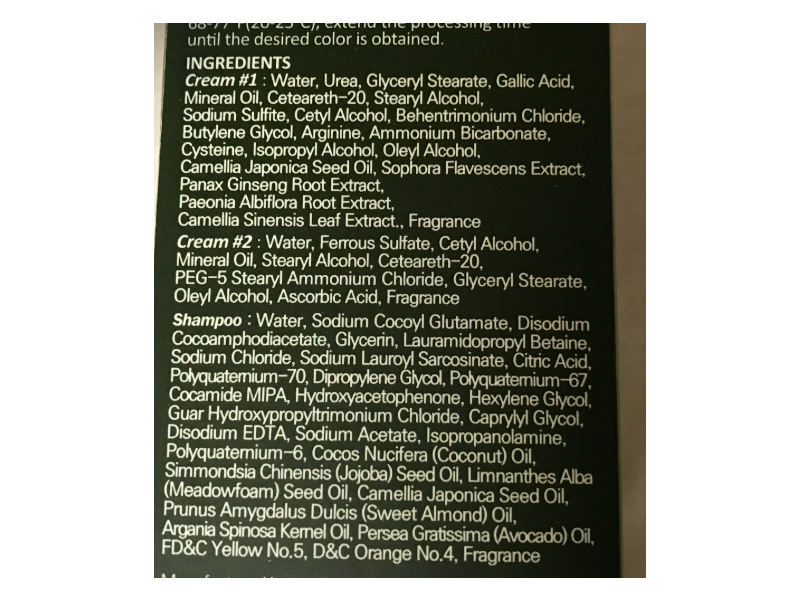 68-77°F(20-25°C), extend the processing time
until the desired color is obtained.
INGREDIENTS
Cream #1 : Water, Urea, Glyceryl Stearate, Gallic Acid,
Mineral Oil, Ceteareth-20, Stearyl Alcohol,
Sodium Sulfite, Cetyl Alcohol, Behentrimonium Chloride,
Butylene Glycol, Arginine, Ammonium Bicarbonate,
Cysteine, Isopropyl Alcohol, Oleyl Alcohol,
Camellia Japonica Seed Oil, Sophora Flavescens Extract,
Panax Ginseng Root Extract,
Paeonia Albiflora Root Extract,
Camellia Sinensis Leaf Extract., Fragrance
Cream #2 : Water, Ferrous Sulfate, Cetyl Alcohol,
Mineral Oil, Stearyl Alcohol, Ceteareth-20,
PEG-5 Stearyl Ammonium Chloride, Glyceryl Stearate,
Oleyl Alcohol, Ascorbic Acid, Fragrance
Shampoo : Water, Sodium Cocoyl Glutamate, Disodium
Cocoamphodiacetate, Glycerin, Lauramidopropyl Betaine,
Sodium Chloride, Sodium Lauroyl Sarcosinate, Citric Acid,
Polyquaternium-70, Dipropylene Glycol, Polyquaternium-67,
Cocamide MIPA, Hydroxyacetophenone, Hexylene Glycol,
Guar Hydroxypropyltrimonium Chloride, Caprylyl Glycol,
Disodium EDTA, Sodium Acetate, Isopropanolamine,
Polyquaternium-6, Cocos Nucifera (Coconut) Oil,
Simmondsia Chinensis (Jojoba) Seed Oil, Limnanthes Alba
(Meadowfoam) Seed Oil, Camellia Japonica Seed Oil,
Prunus Amygdalus Dulcis (Sweet Almond) Oil,
Argania Spinosa Kernel Oil, Persea Gratissima (Avocado) Oil,
FD&C Yellow No.5, D&C Orange No.4, Fragrance